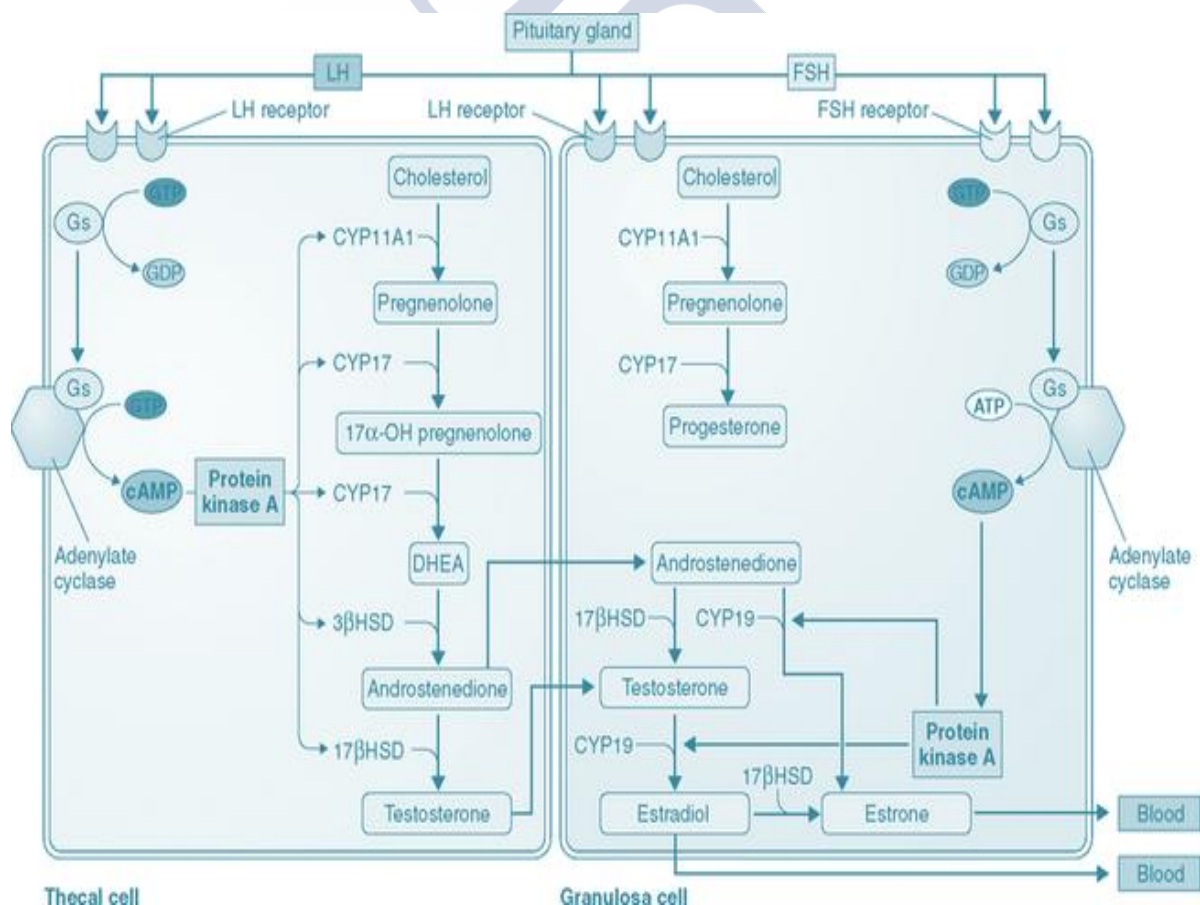 Pituitary gland
LH
FSH
LH receptor
LH receptor
FSH receptor
GTP
Gs
GDP
Gs
GTP
cAMP
Protein
kinase A
Adenylate
cyclase
Cholesterol
CYP11A1
Pregnenolone
CYP17
17α-OH pregnenolone
CYP17
DHEA
3βHSD
Androstenedione
17βHSD
Testosterone
Cholesterol
CYP11A1
Pregnenolone
CYP17
Progesterone
GTP
Gs
GDP
Gs
ATP
cAMP
Adenylate
cyclase
Androstenedione
17βHSD
CYP19
Testosterone
CYP19
Protein
kinase A
17βHSD
Estradiol
Estrone
Blood
Blood
Thecal cell
Granulosa cell